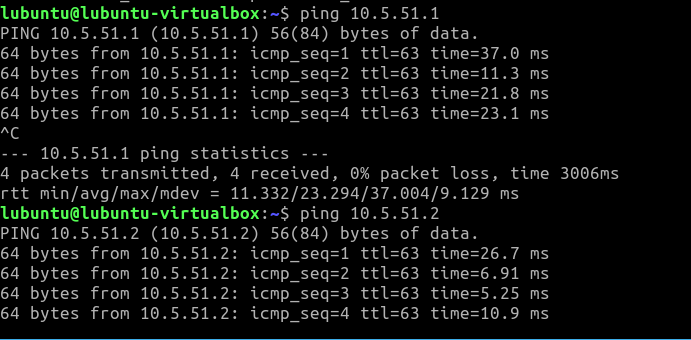 lubuntu@lubuntu-virtualbox:~$ ping 10.5.51.1
PING 10.5.51.1 (10.5.51.1) 56(84) bytes of data.
64 bytes from 10.5.51.1: icmp_seq=1 ttl=63 time=37.0 ms
64 bytes from 10.5.51.1: icmp_seq=2 ttl=63 time=11.3 ms
64 bytes from 10.5.51.1: icmp_seq=3 ttl=63 time=21.8 ms
64 bytes from 10.5.51.1: icmp_seq=4 ttl=63 time=23.1 ms
^C
--- 10.5.51.1 ping statistics ---
4 packets transmitted, 4 received, 0% packet loss, time 3006ms
rtt min/avg/max/mdev = 11.332/23.294/37.004/9.129 ms
lubuntu@lubuntu-virtualbox:~$ ping 10.5.51.2
PING 10.5.51.2 (10.5.51.2) 56(84) bytes of data.
64 bytes from 10.5.51.2: icmp_seq=1 ttl=63 time=26.7 ms
64 bytes from 10.5.51.2: icmp_seq=2 ttl=63 time=6.91 ms
64 bytes from 10.5.51.2: icmp_seq=3 ttl=63 time=5.25 ms
64 bytes from 10.5.51.2: icmp_seq=4 ttl=63 time=10.9 ms